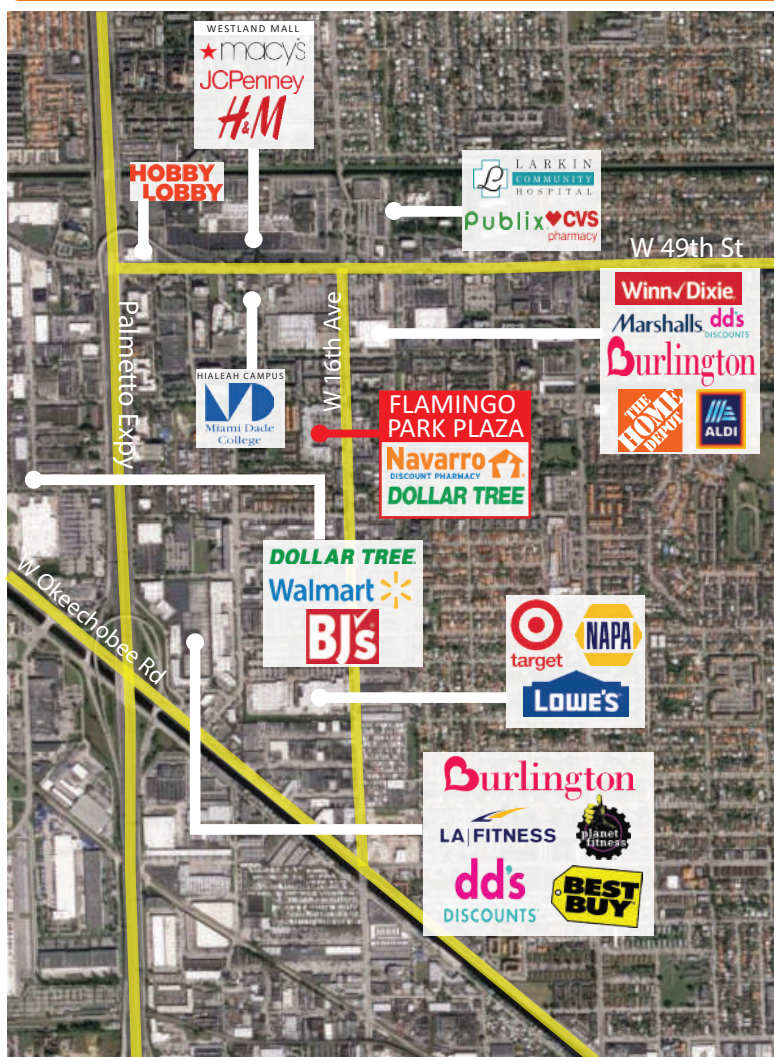 WESTLAND MALL
macy's
JCPenney
H&M
HOBBY
LOBBY
L
LARKIN
COMMUNITY
HOSPITAL
Publix
CVS
pharmacy
W 49th St
Palmetto Expy
W 16th Ave
Winn✓Dixie
Marshalls
dd's
DISCOUNTS
Burlington
THE
HOME
DEPOT
ALDI
HIALEAH CAMPUS
MD
Miami Dade
College
FLAMINGO
PARK PLAZA
Navarro
DISCOUNT PHARMACY
DOLLAR TREE
DOLLAR TREE
Walmart
BJ's
W Okeechobee Rd
target
NAPA
LOWE'S
Burlington
LA|FITNESS
planet
fitness
dd's
DISCOUNTS
BEST
BUY